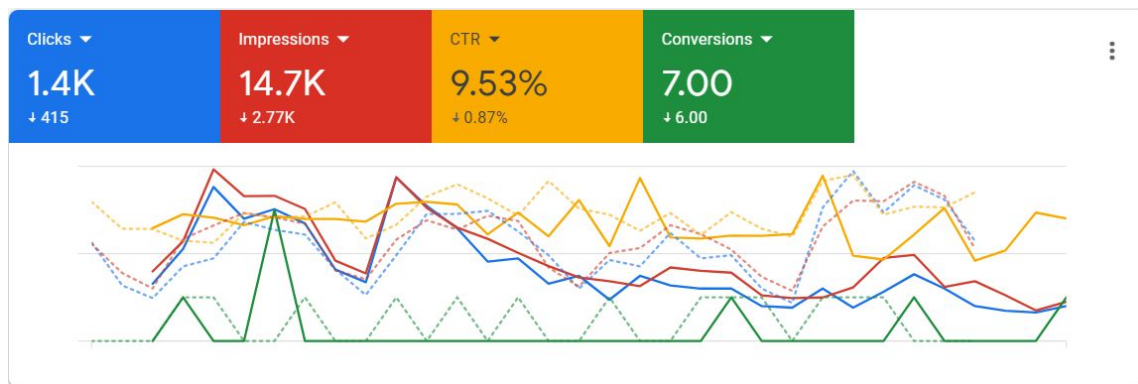 Clicks
Impressions
CTR
Conversions
1.4K
14.7K
9.53%
7.00
↓ 415
↓ 2.77K
↓ 0.87%
↓ 6.00